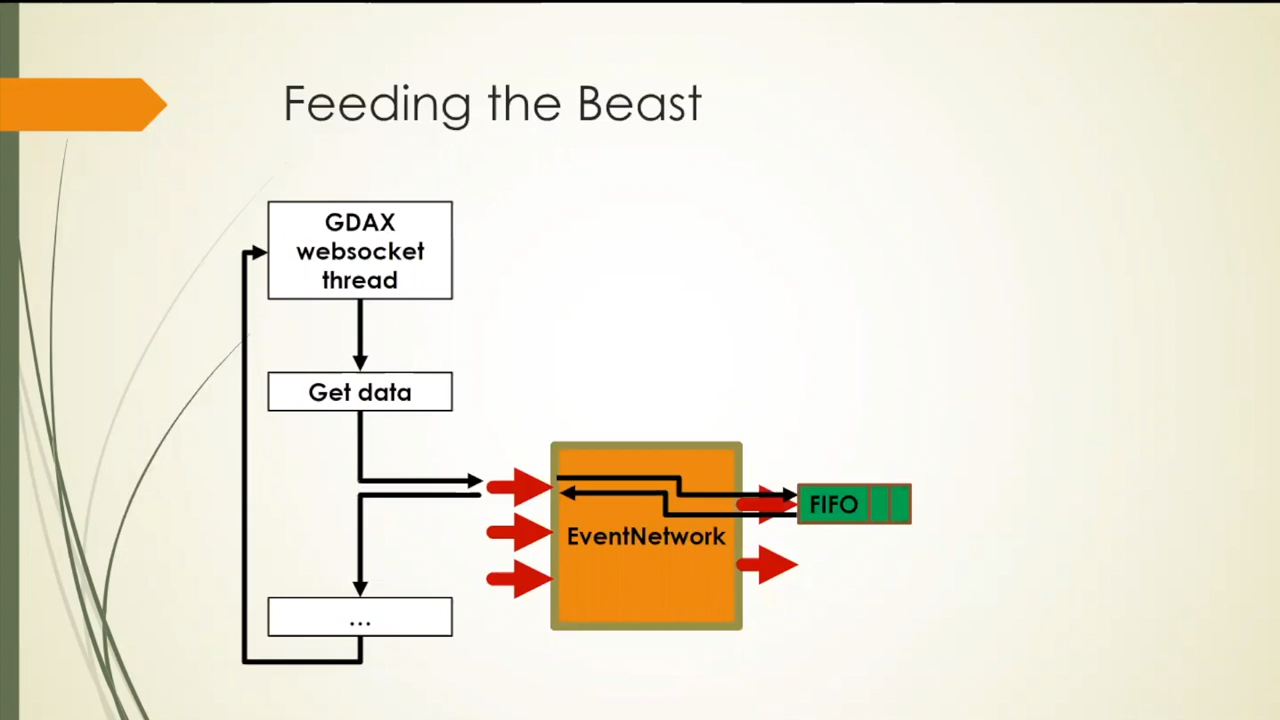 Feeding the Beast
GDAX
websocket
thread
Get data
...
EventNetwork
FIFO